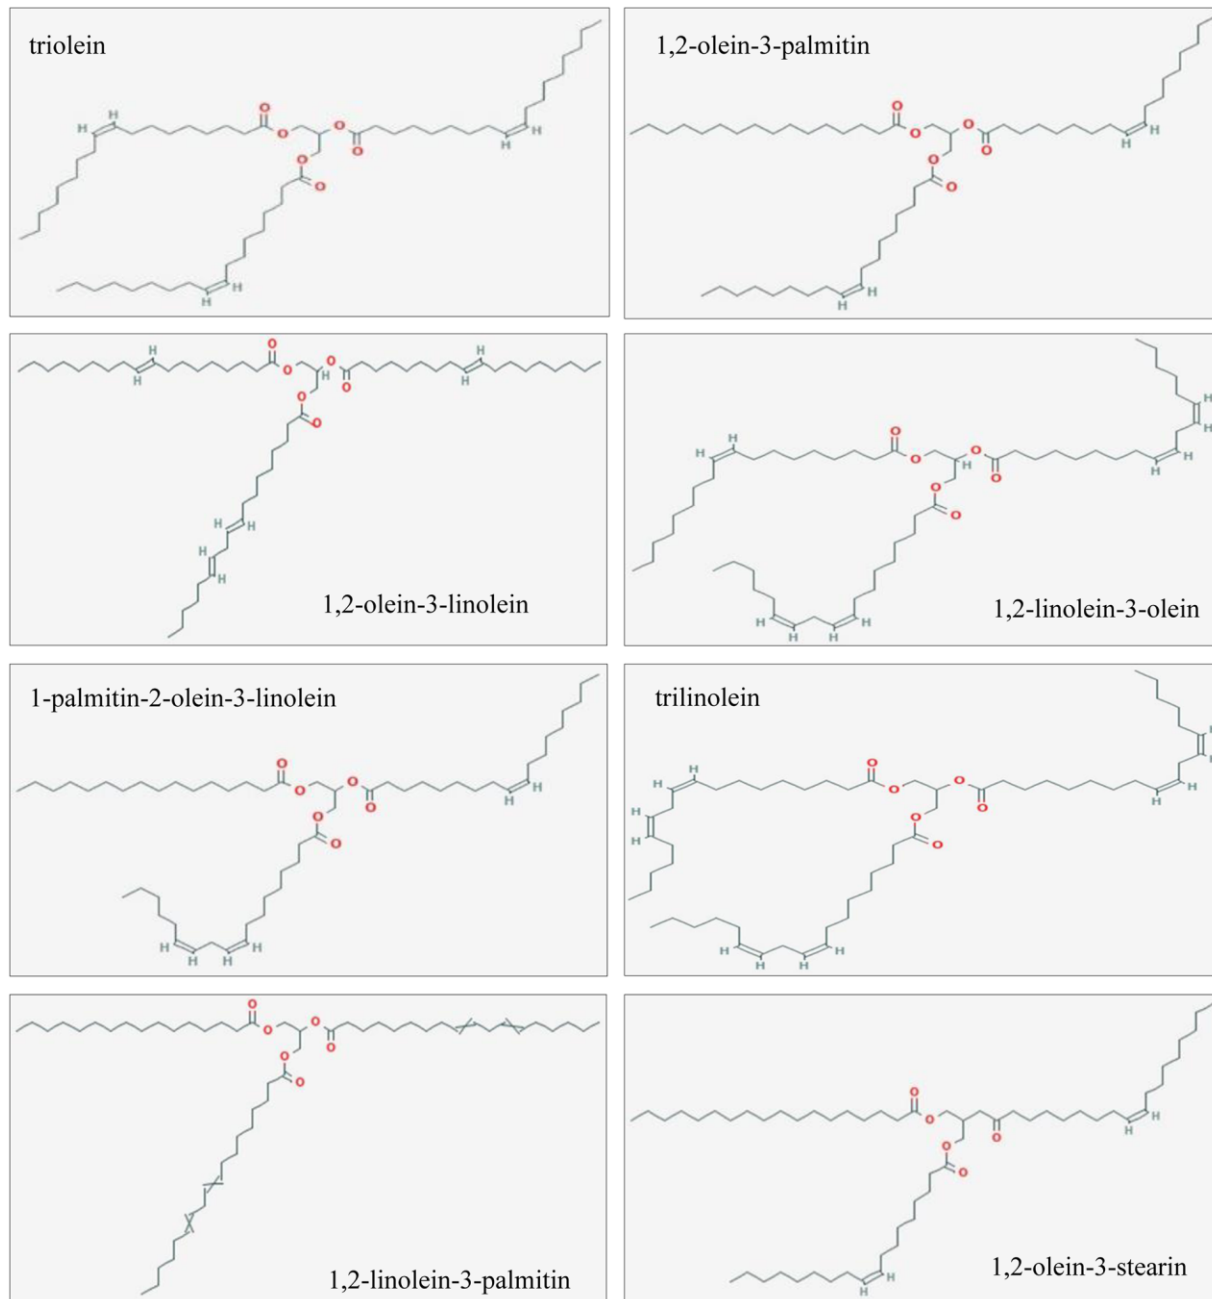 triolein
1,2-olein-3-palmitin
1,2-olein-3-linolein
1,2-linolein-3-olein
1-palmitin-2-olein-3-linolein
trilinolein
1,2-linolein-3-palmitin
1,2-olein-3-stearin